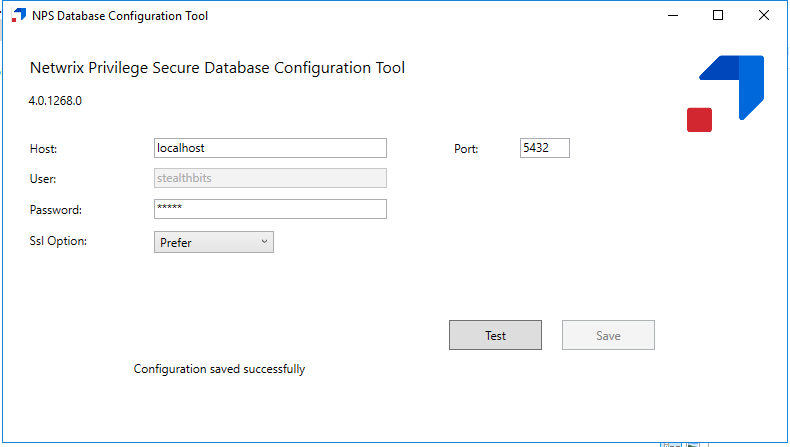 NPS Database Configuration Tool
Netwrix Privilege Secure Database Configuration Tool
4.0.1268.0
Host: localhost Port: 5432
User: stealthbits
Password: *****
Ssl Option: Prefer
Test Save
Configuration saved successfully